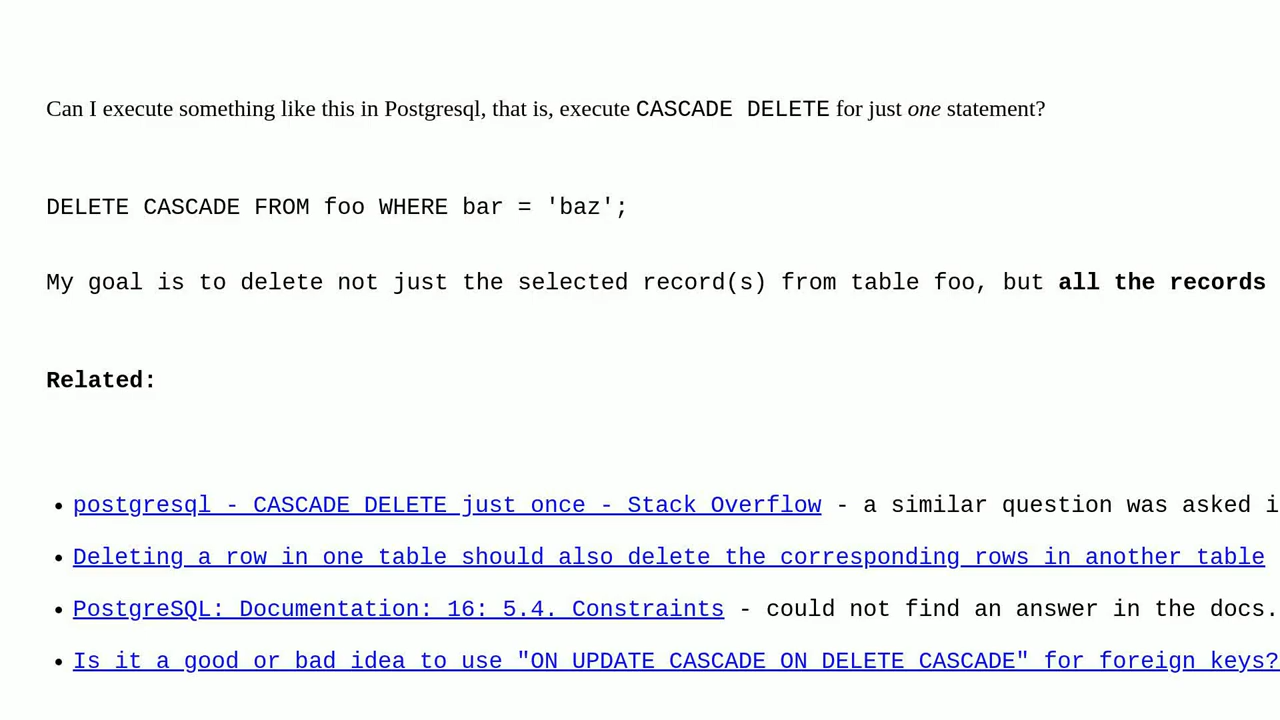 Can I execute something like this in Postgresql, that is, execute CASCADE DELETE for just one statement?
DELETE CASCADE FROM foo WHERE bar = 'baz';
My goal is to delete not just the selected record(s) from table foo, but all the records
Related:
• postgresql - CASCADE DELETE just once - Stack Overflow - a similar question was asked i
• Deleting a row in one table should also delete the corresponding rows in another table
• PostgreSQL: Documentation: 16: 5.4. Constraints - could not find an answer in the docs.
• Is it a good or bad idea to use "ON UPDATE CASCADE ON DELETE CASCADE" for foreign keys?